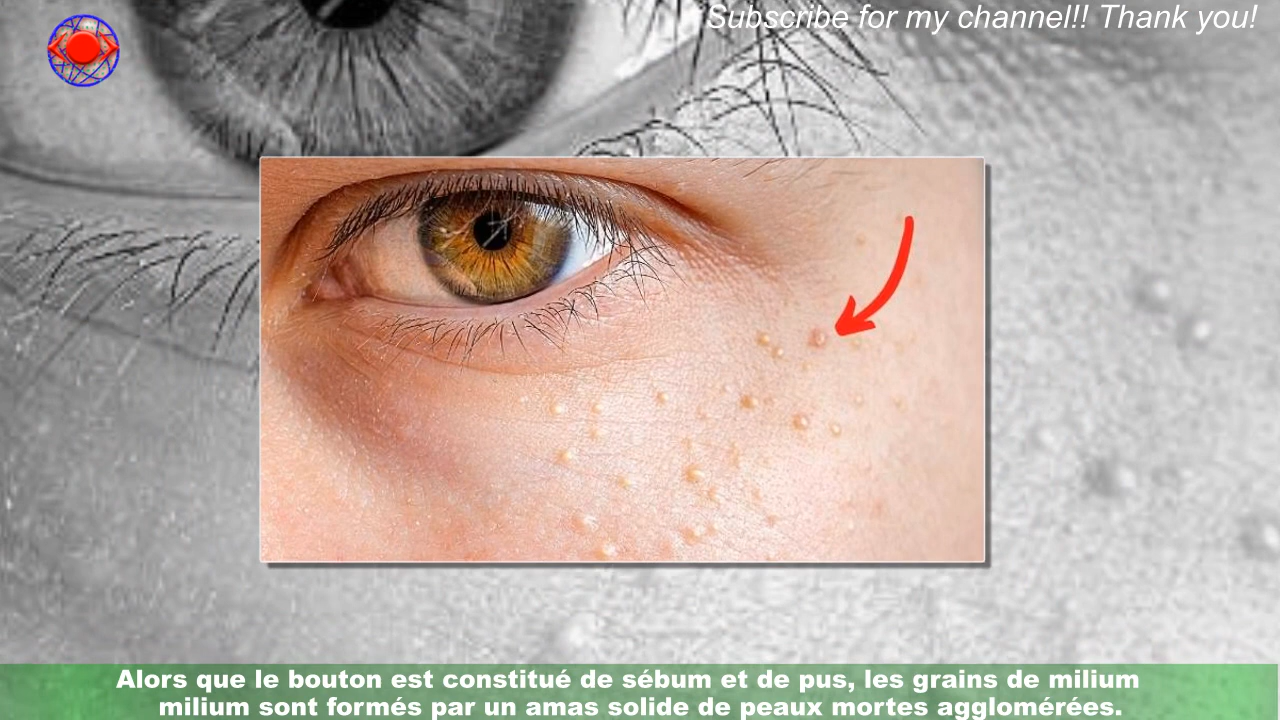 Subscribe for my channel!! Thank you!
Alors que le bouton est constitué de sébum et de pus, les grains de milium
milium sont formés par un amas solide de peaux mortes agglomérées.